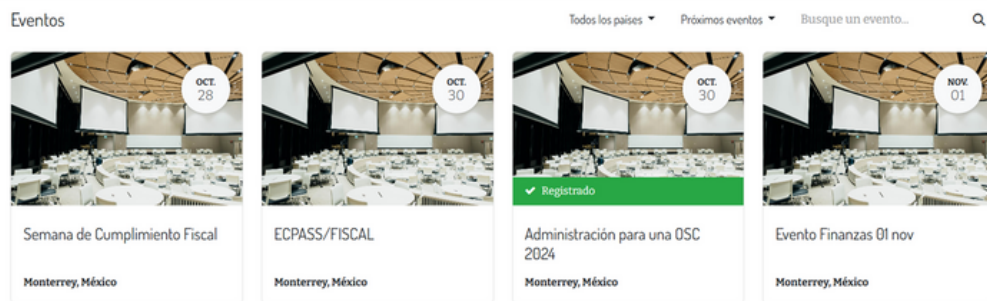 Eventos
Todos los países
Próximos eventos
Busque un evento...
OCT.
28
OCT.
30
OCT.
30
NOV.
01
Registrado
Semana de Cumplimiento Fiscal
ECPASS/FISCAL
Administración para una OSC
2024
Evento Finanzas 01 nov
Monterrey, México
Monterrey, México
Monterrey, México
Monterrey, México